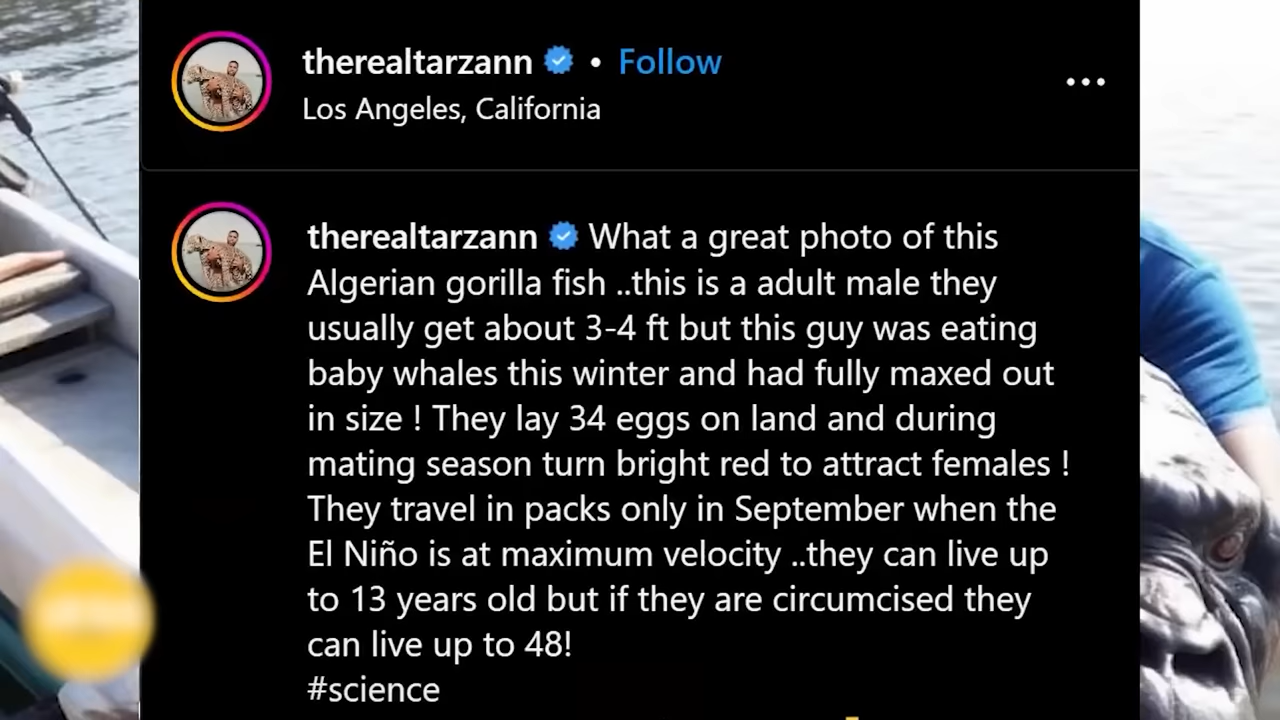 therealtarzann • Follow
Los Angeles, California
therealtarzann What a great photo of this
Algerian gorilla fish ..this is a adult male they
usually get about 3-4 ft but this guy was eating
baby whales this winter and had fully maxed out
in size ! They lay 34 eggs on land and during
mating season turn bright red to attract females !
They travel in packs only in September when the
El Niño is at maximum velocity ..they can live up
to 13 years old but if they are circumcised they
can live up to 48!
#science